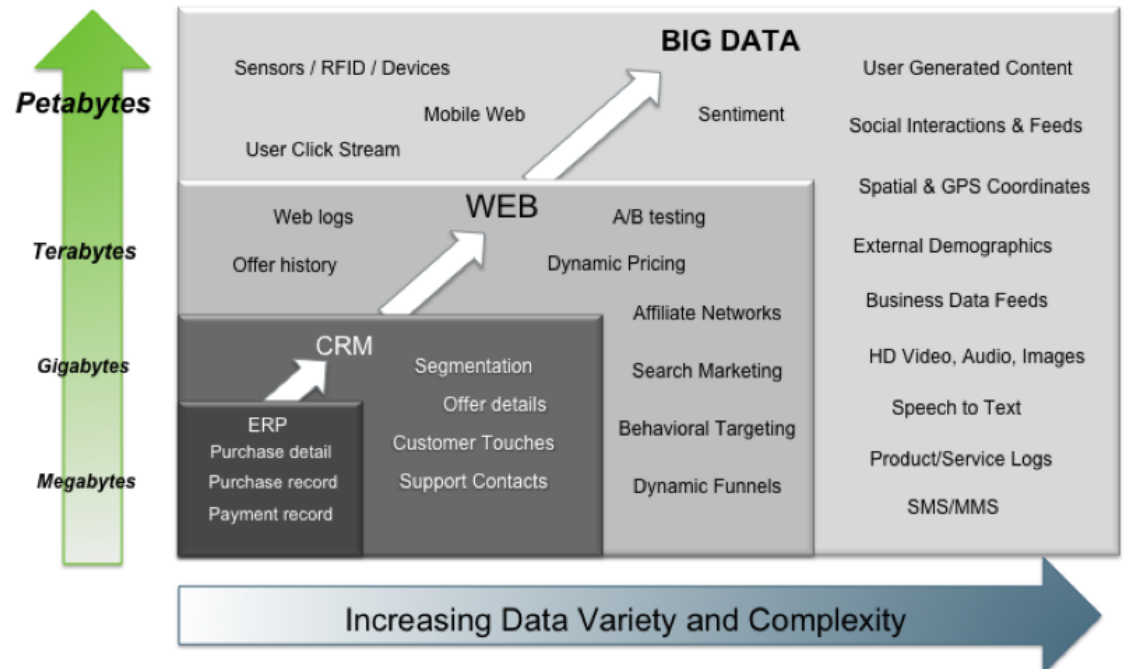 BIG DATA
Sensors / RFID / Devices
User Generated Content
Petabytes
Mobile Web
Sentiment
Social Interactions & Feeds
User Click Stream
Spatial & GPS Coordinates
WEB
Web logs
A/B testing
Terabytes
External Demographics
Offer history
Dynamic Pricing
Business Data Feeds
Affiliate Networks
CRM
HD Video, Audio, Images
Gigabytes
Segmentation
Search Marketing
Offer details
Speech to Text
ERP
Behavioral Targeting
Customer Touches
Purchase detail
Product/Service Logs
Megabytes
Purchase record
Support Contacts
Dynamic Funnels
SMS/MMS
Payment record
Increasing Data Variety and Complexity